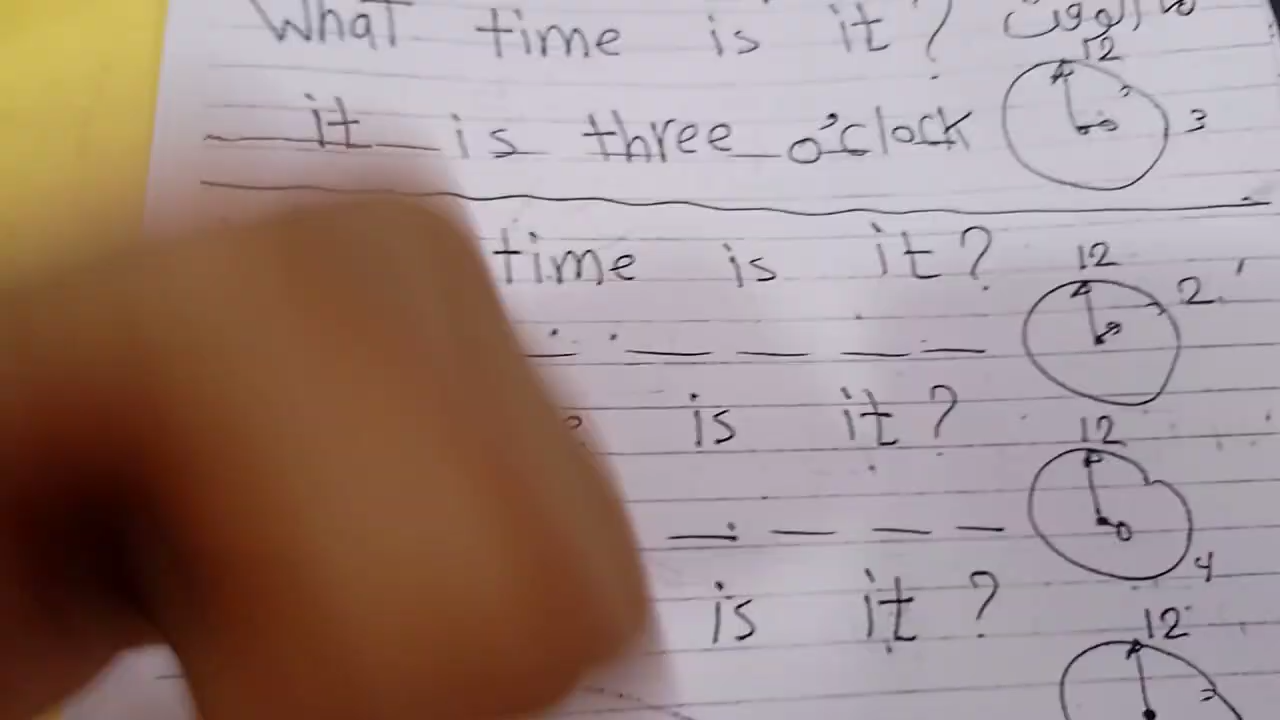 What time is it? ما الوقت
12
it is three o'clock 3
time is it? 12
2
is it? 12
4
is it? 12